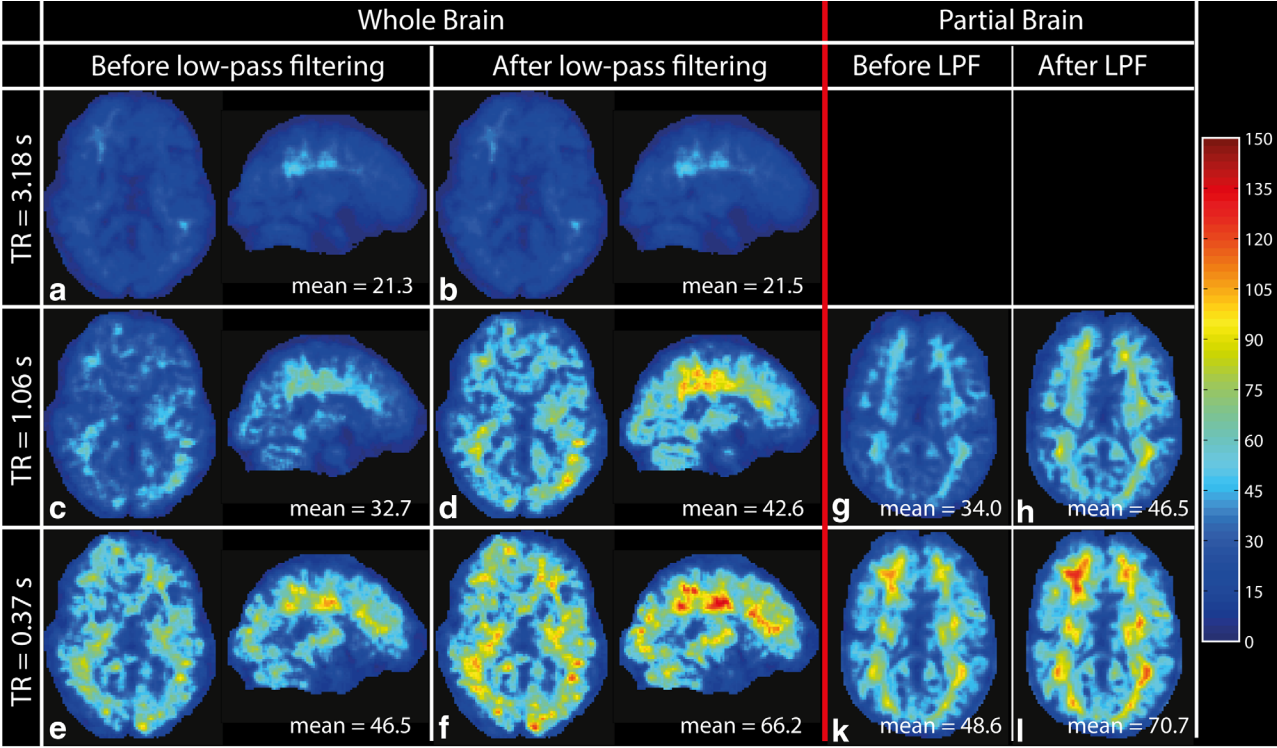 Whole Brain
Partial Brain
Before low-pass filtering
After low-pass filtering
Before LPF
After LPF
TR = 3.18 s
a
mean = 21.3
b
mean = 21.5
TR = 1.06 s
c
mean = 32.7
d
mean = 42.6
g
mean = 34.0
h
mean = 46.5
TR = 0.37 s
e
mean = 46.5
f
mean = 66.2
k
mean = 48.6
l
mean = 70.7
150
135
120
105
90
75
60
45
30
15
0